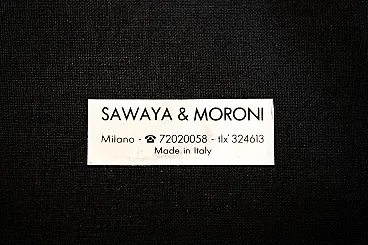 SAWAYA & MORONI
Milano - ☎ 72020058 - tlx 324613
Made in Italy